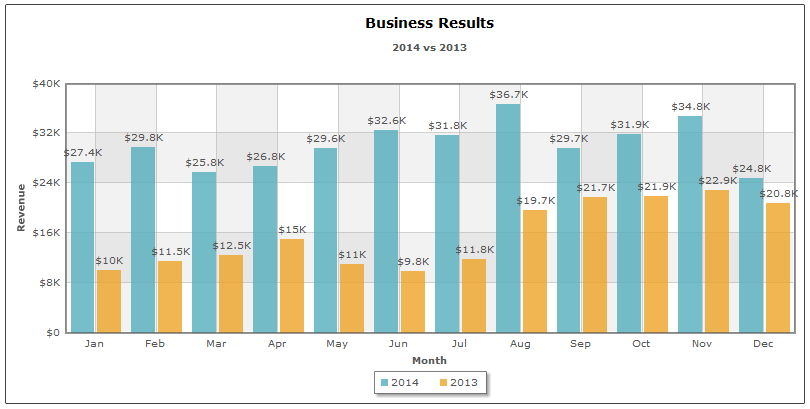 Business Results
2014 vs 2013
$40K
$32K
$24K
$16K
$8K
$0
Revenue
$27.4K
$10K
$29.8K
$11.5K
$25.8K
$12.5K
$26.8K
$15K
$29.6K
$11K
$32.6K
$9.8K
$31.8K
$11.8K
$36.7K
$19.7K
$29.7K
$21.7K
$31.9K
$21.9K
$34.8K
$22.9K
$24.8K
$20.8K
Jan Feb Mar Apr May Jun Jul Aug Sep Oct Nov Dec
Month
2014 2013